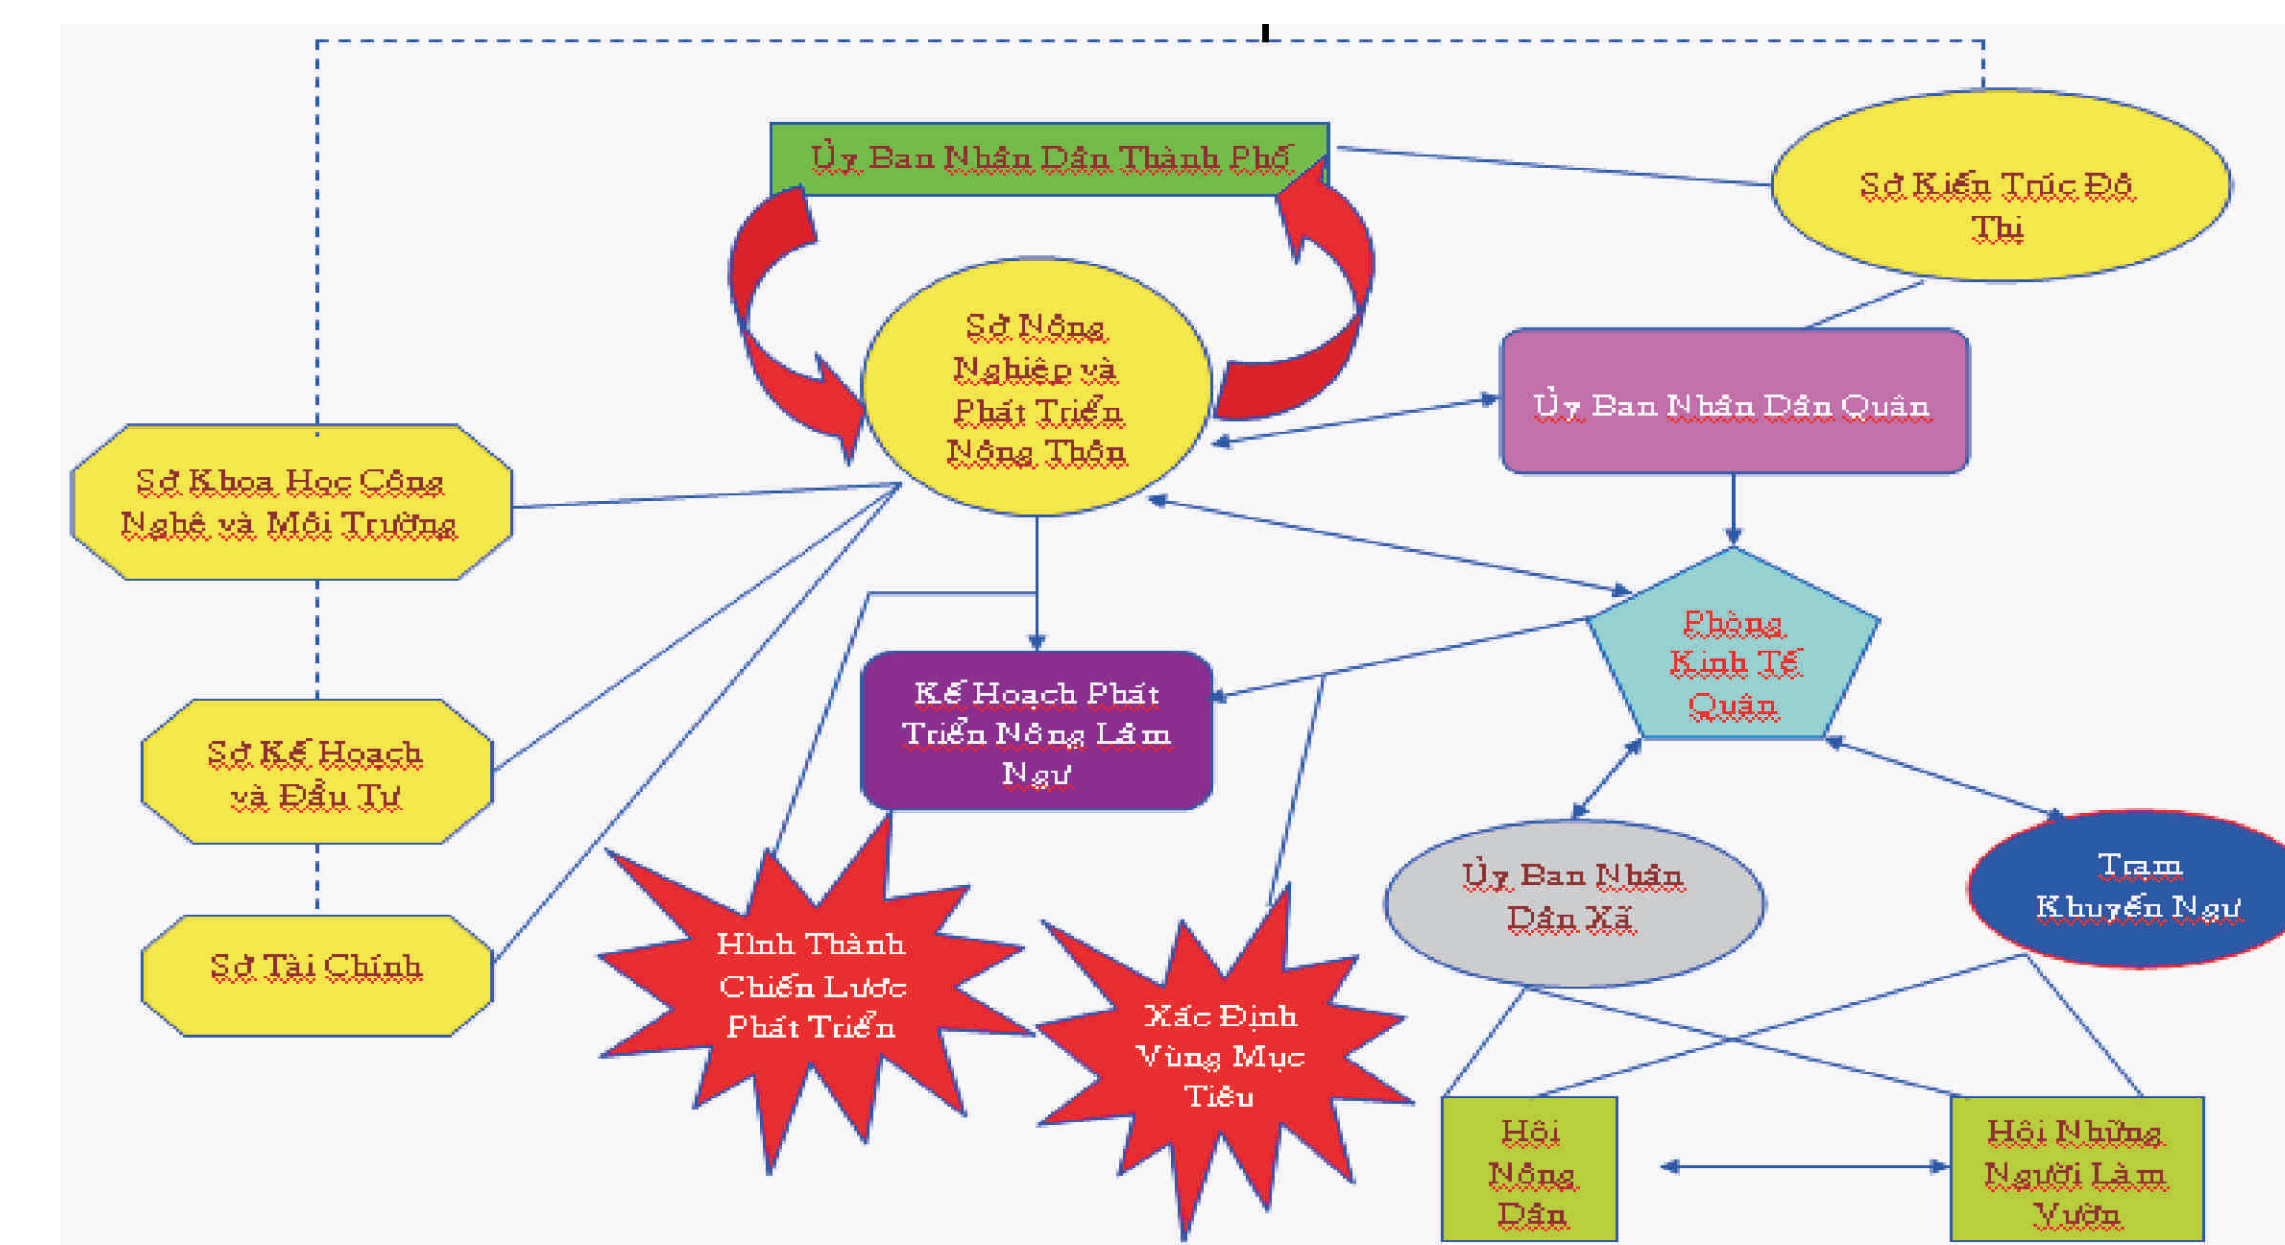 Ủy Ban Nhân Dân Thành Phố
Sở Kiến Trúc Đô
Thị
Sở Nông
Nghiệp và
Phát Triển
Nông Thôn
Ủy Ban Nhân Dân Quận
Sở Khoa Học Công
Nghệ và Môi Trường
Phòng
Kinh Tế
Quận
Kế Hoạch Phát
Triển Nông Lâm
Ngư
Sở Kế Hoạch
và Đầu Tư
Ủy Ban Nhân
Dân Xã
Trạm
Khuyến Ngư
Sở Tài Chính
Hình Thành
Chiến Lược
Phát Triển
Xác Định
Vùng Mục
Tiêu
Hội
Nông
Dân
Hội Những
Người Làm
Vườn